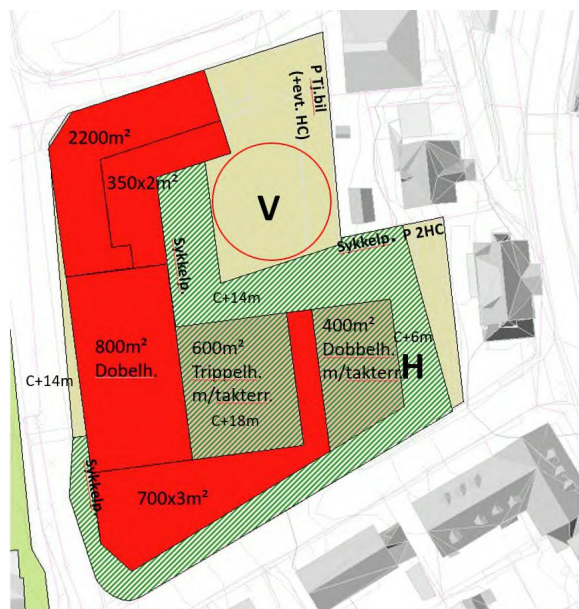 P Tj.bil
(+evt. HC)
2200m²
350x2m²
V
Sykkelp.
Sykkelp. P 2HC
C+14m
800m²
Dobelh.
600m²
Trippelh.
m/takterr.
C+18m
400m²
Dobbelh.
m/takterr.
C+6m
H
C+14m
Sykkelp.
700x3m²